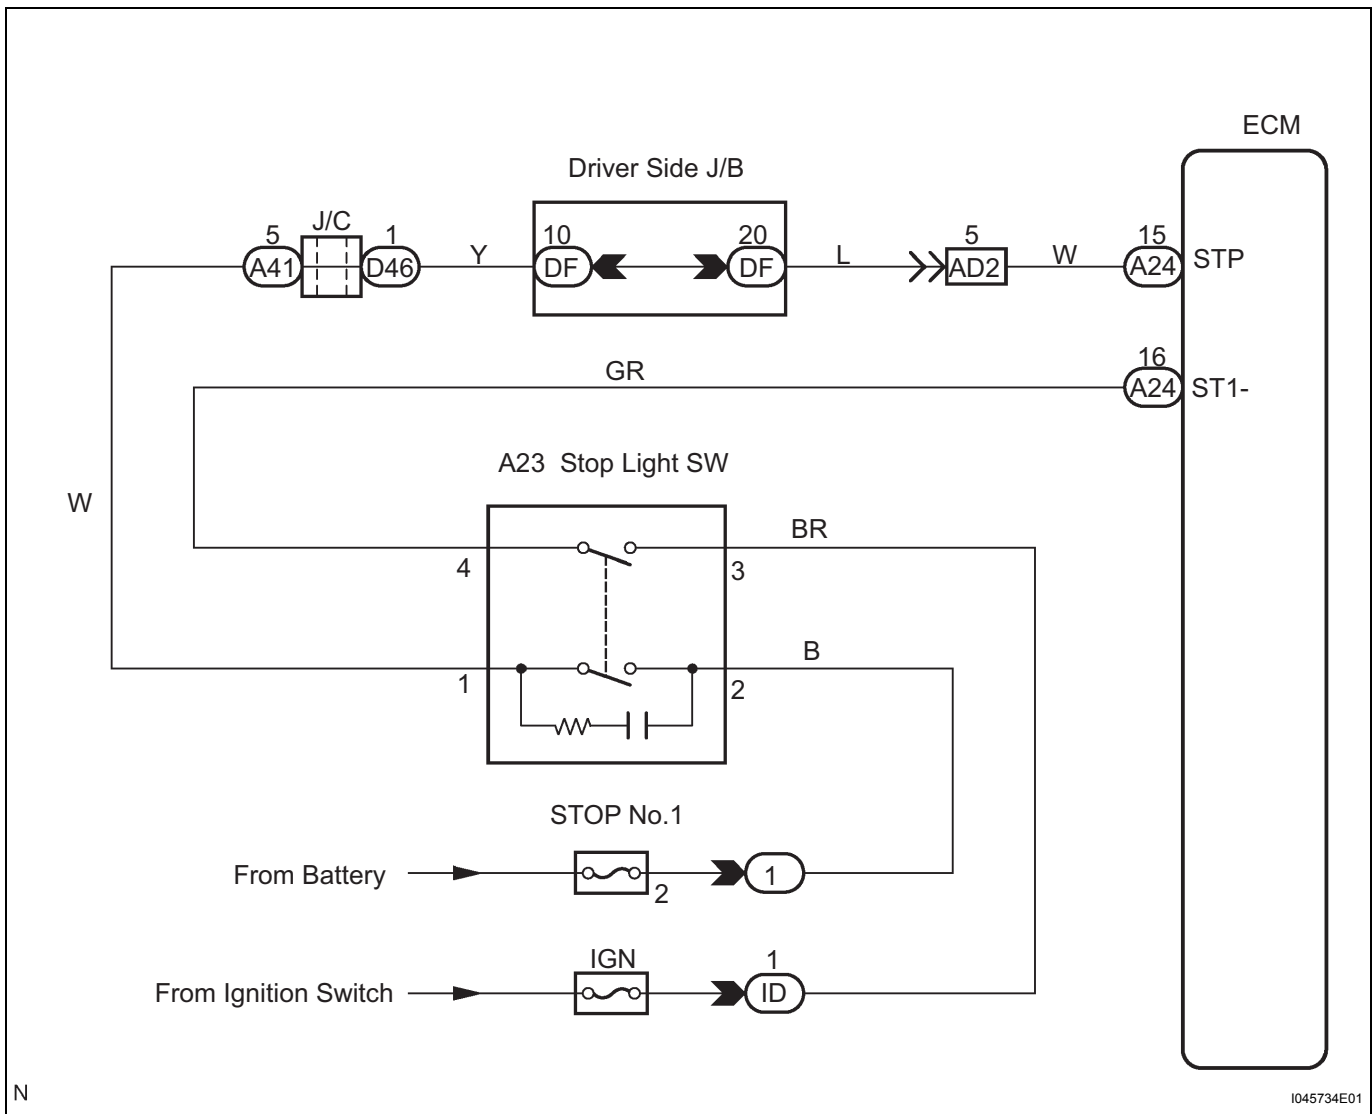 ECM
Driver Side J/B
5 J/C 1 10 20 5 15
A41 D46 Y DF DF L AD2 W A24 STP
16
GR A24 ST1-
A23 Stop Light SW
W
BR
4 3
B
1 2
STOP No.1
From Battery 2 1
IGN 1
From Ignition Switch ID
N
I045734E01